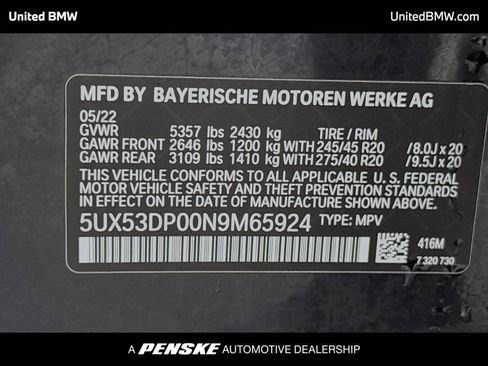 United BMW
UnitedBMW.com
MFD BY BAYERISCHE MOTOREN WERKE AG
05/22
GVWR 5357 lbs 2430 kg TIRE / RIM
GAWR FRONT 2646 lbs 1200 kg WITH 245/45 R20 /8.0J x 20
GAWR REAR 3109 lbs 1410 kg WITH 275/40 R20 /9.5J x 20
THIS VEHICLE CONFORMS TO ALL APPLICABLE U. S. FEDERAL
MOTOR VEHICLE SAFETY AND THEFT PREVENTION STANDARDS
IN EFFECT ON THE DATE OF MANUFACTURE SHOWN ABOVE.
5UX53DP00N9M65924 TYPE: MPV
416M
7 320 730
A PENSKE AUTOMOTIVE DEALERSHIP